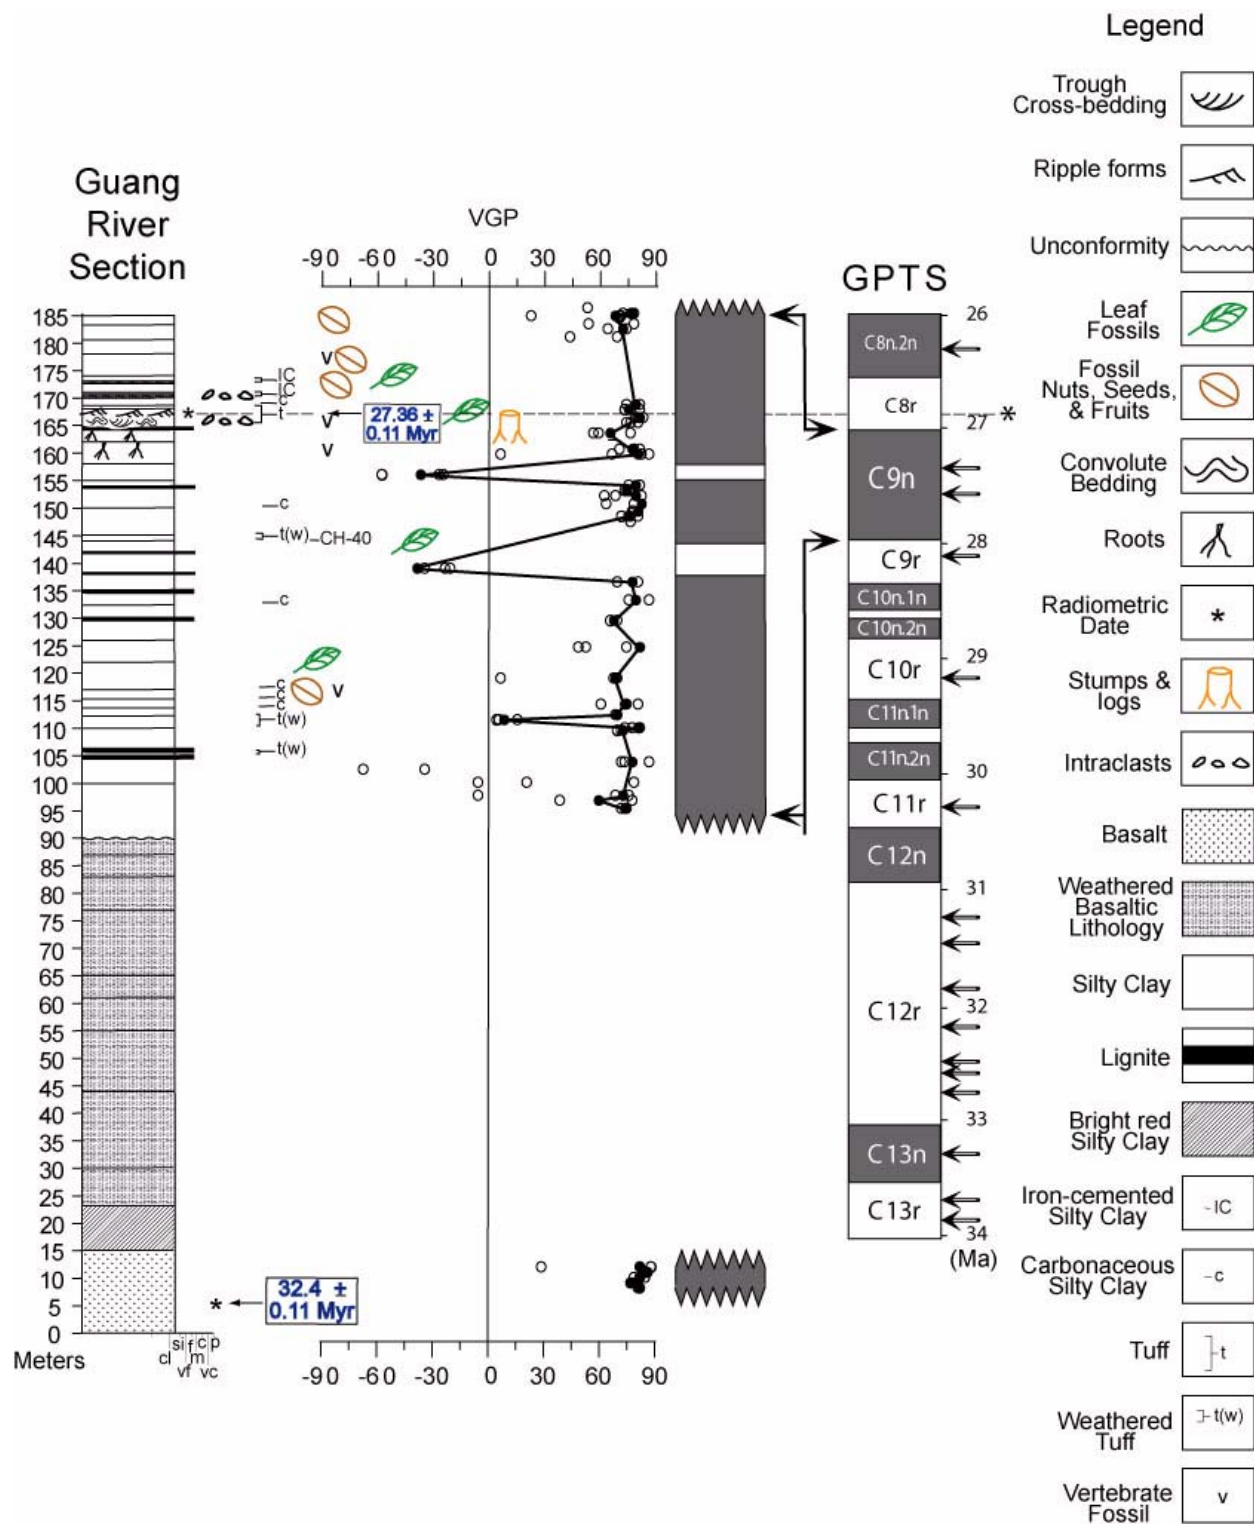 Legend
Trough
Cross-bedding
Ripple forms
Unconformity
Leaf
Fossils
Fossil
Nuts, Seeds,
& Fruits
Convolute
Bedding
Roots
Radiometric
Date
*
Stumps &
logs
Intraclasts
Basalt
Weathered
Basaltic
Lithology
Silty Clay
Lignite
Bright red
Silty Clay
Iron-cemented
Silty Clay
IC
Carbonaceous
Silty Clay
c
Tuff
t
Weathered
Tuff
t(w)
Vertebrate
Fossil
v
Guang
River
Section
185
180
175
170
165
160
155
150
145
140
135
130
125
120
115
110
105
100
95
90
85
80
75
70
65
60
55
50
45
40
35
30
25
20
15
10
5
0
Meters
cl
si
vf
f
m
c
vc
p
IC
IC
c
t
c
t(w)
CH-40
c
c
c
c
t(w)
t(w)
v
v
v
v
*
27.36 ±
0.11 Myr
*
32.4 ±
0.11 Myr
VGP
-90 -60 -30 0 30 60 90
-90 -60 -30 0 30 60 90
GPTS
C8n.2n
C8r
C9n
C9r
C10n.1n
C10n.2n
C10r
C11n.1n
C11n.2n
C11r
C12n
C12r
C13n
C13r
26
27
*
28
29
30
31
32
33
34
(Ma)